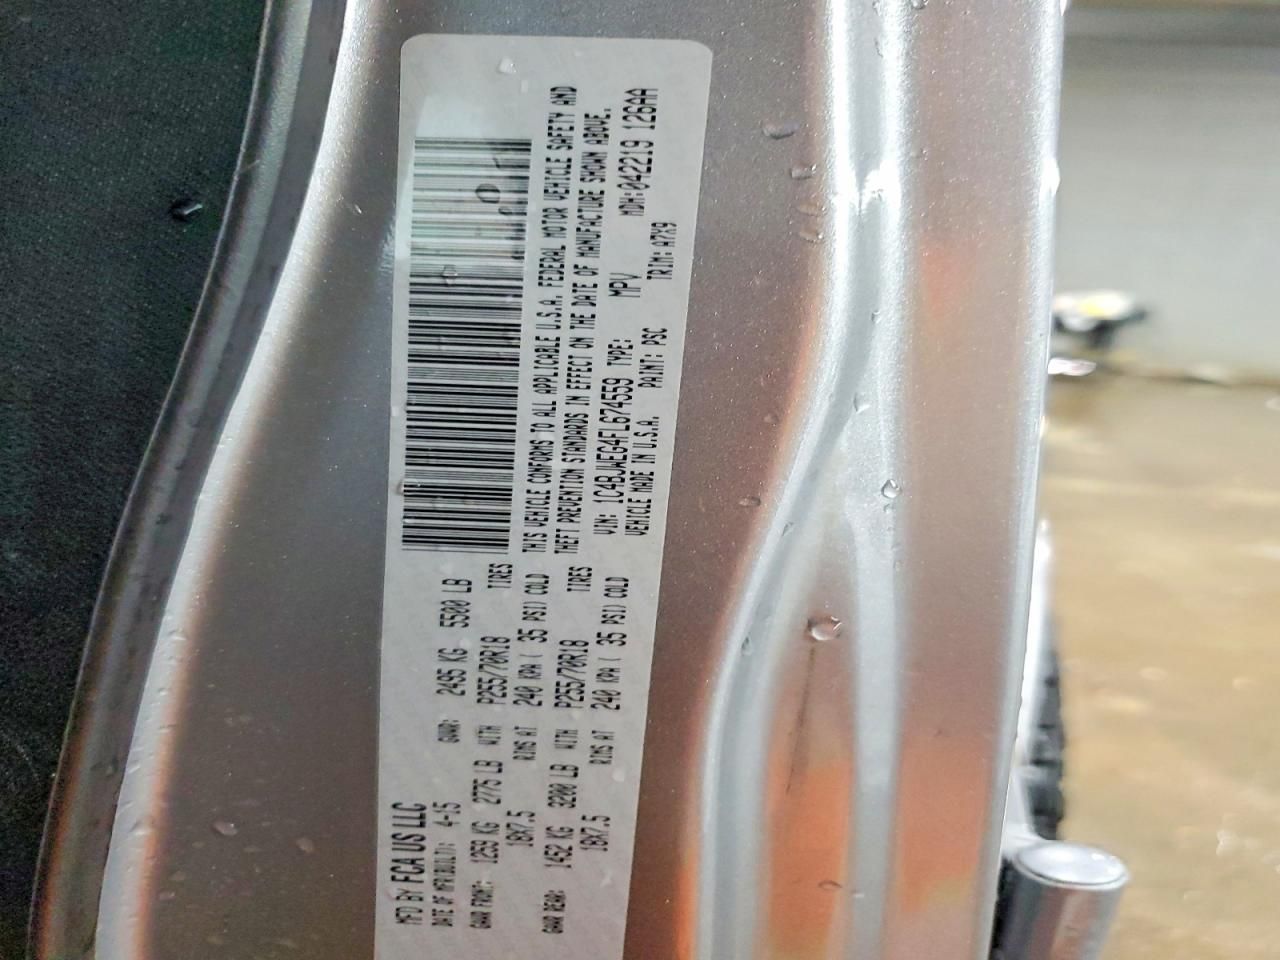 MFD BY FCA US LLC
DATE OF MFR(BUILT): 4-15 GVWR: 2495 KG 5500 LB
GAWR FRONT: 1259 KG 2775 LB WITH P255/70R18 TIRES
18X7.5 RIMS AT 240 KPA ( 35 PSI) COLD
GAWR REAR: 1452 KG 3200 LB WITH P255/70R18 TIRES
18X7.5 RIMS AT 240 KPA ( 35 PSI) COLD
THIS VEHICLE CONFORMS TO ALL APPLICABLE U.S.A. FEDERAL MOTOR VEHICLE SAFETY AND
THEFT PREVENTION STANDARDS IN EFFECT ON THE DATE OF MANUFACTURE SHOWN ABOVE.
VIN: 1C4BJWEG4FL674559 TYPE: MPV MDH:042219 126AA
VEHICLE MADE IN U.S.A. PAINT: PSC TRIM: A7X9